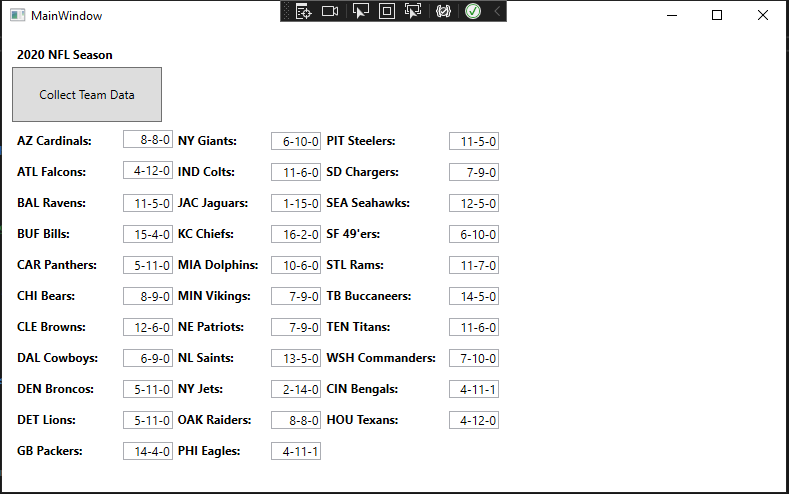 MainWindow
2020 NFL Season
Collect Team Data
AZ Cardinals: 8-8-0 NY Giants: 6-10-0 PIT Steelers: 11-5-0
ATL Falcons: 4-12-0 IND Colts: 11-6-0 SD Chargers: 7-9-0
BAL Ravens: 11-5-0 JAC Jaguars: 1-15-0 SEA Seahawks: 12-5-0
BUF Bills: 15-4-0 KC Chiefs: 16-2-0 SF 49'ers: 6-10-0
CAR Panthers: 5-11-0 MIA Dolphins: 10-6-0 STL Rams: 11-7-0
CHI Bears: 8-9-0 MIN Vikings: 7-9-0 TB Buccaneers: 14-5-0
CLE Browns: 12-6-0 NE Patriots: 7-9-0 TEN Titans: 11-6-0
DAL Cowboys: 6-9-0 NL Saints: 13-5-0 WSH Commanders: 7-10-0
DEN Broncos: 5-11-0 NY Jets: 2-14-0 CIN Bengals: 4-11-1
DET Lions: 5-11-0 OAK Raiders: 8-8-0 HOU Texans: 4-12-0
GB Packers: 14-4-0 PHI Eagles: 4-11-1